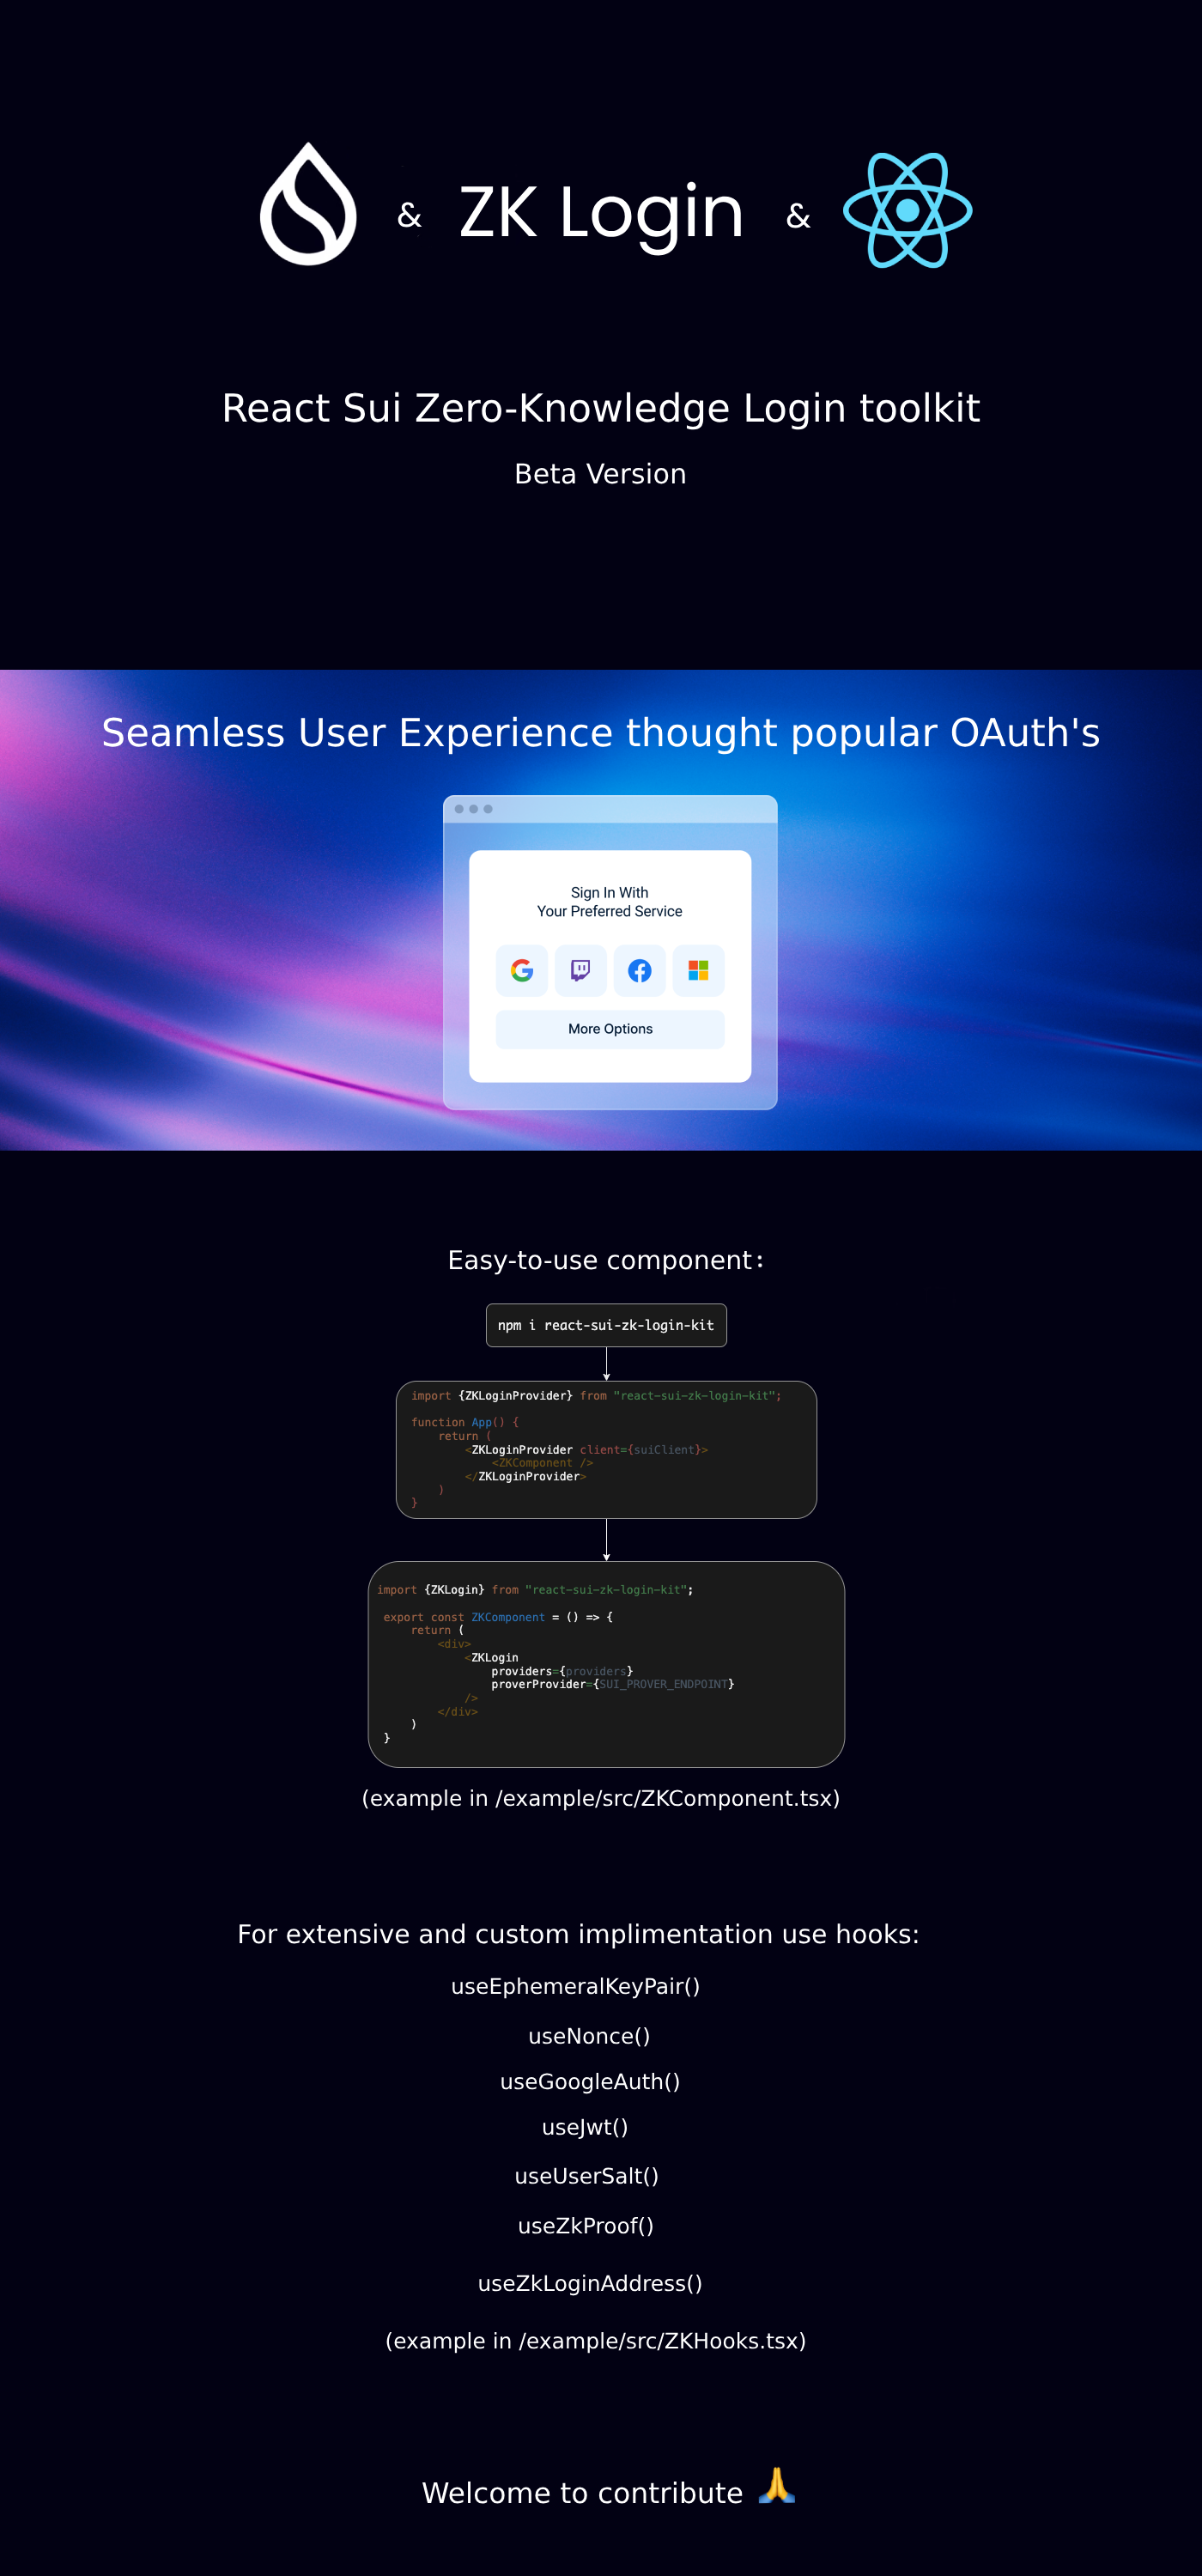 & ZK Login &
React Sui Zero-Knowledge Login toolkit
Beta Version
Seamless User Experience thought popular OAuth's
Sign In With
Your Preferred Service
More Options
Easy-to-use component:
npm i react-sui-zk-login-kit
import {ZKLoginProvider} from "react-sui-zk-login-kit";
function App() {
return (
<ZKLoginProvider client={suiClient}>
<ZKComponent />
</ZKLoginProvider>
)
}
import {ZKLogin} from "react-sui-zk-login-kit";
export const ZKComponent = () => {
return (
<div>
<ZKLogin
providers={providers}
proverProvider={SUI_PROVER_ENDPOINT}
/>
</div>
)
}
(example in /example/src/ZKComponent.tsx)
For extensive and custom implimentation use hooks:
useEphemeralKeyPair()
useNonce()
useGoogleAuth()
useJwt()
useUserSalt()
useZkProof()
useZkLoginAddress()
(example in /example/src/ZKHooks.tsx)
Welcome to contribute 🙏